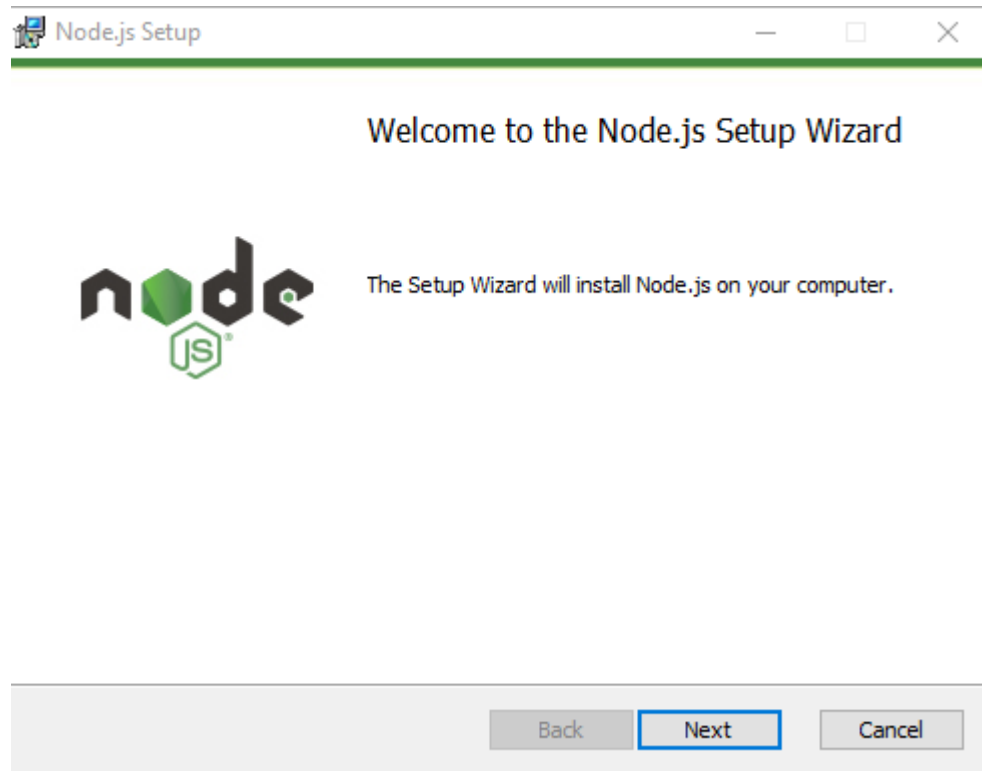 Node.js Setup
Welcome to the Node.js Setup Wizard
node
JS®
The Setup Wizard will install Node.js on your computer.
Back Next Cancel